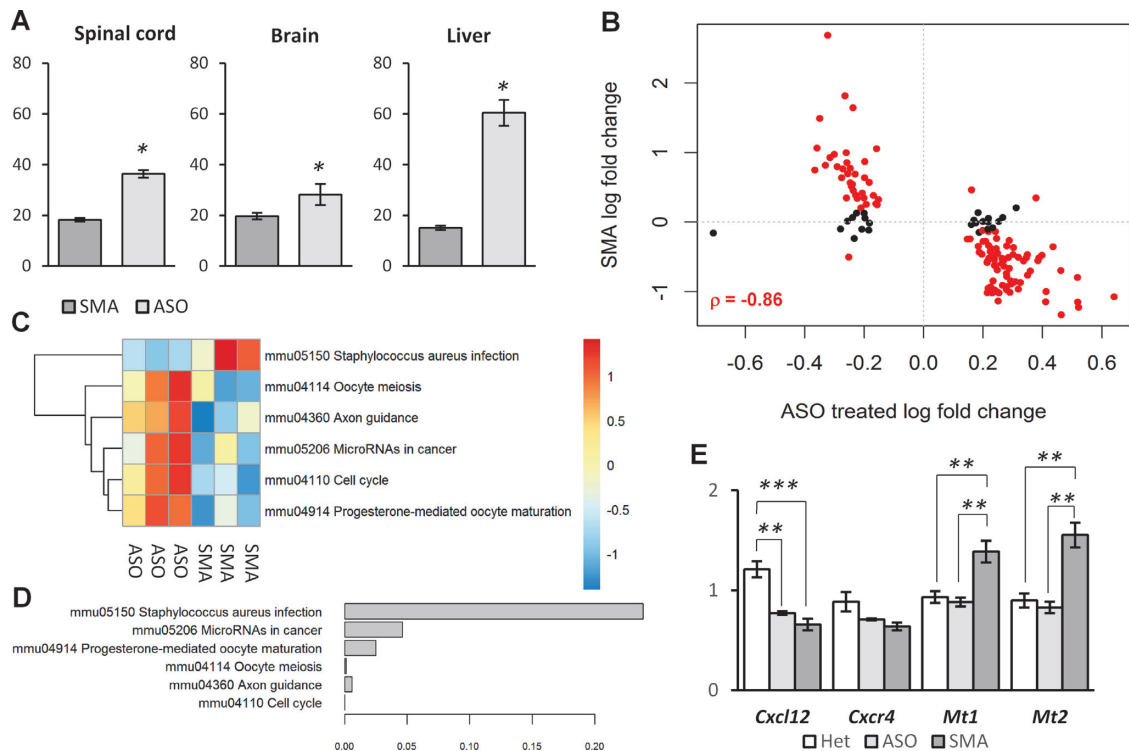 A
Spinal cord
Brain
Liver
80
60
40
20
0
*
80
60
40
20
0
*
80
60
40
20
0
*
SMA ASO
B
SMA log fold change
2
1
0
-1
ρ = -0.86
-0.6 -0.4 -0.2 0.0 0.2 0.4 0.6
ASO treated log fold change
C
mmu05150 Staphylococcus aureus infection
mmu04114 Oocyte meiosis
mmu04360 Axon guidance
mmu05206 MicroRNAs in cancer
mmu04110 Cell cycle
mmu04914 Progesterone-mediated oocyte maturation
ASO ASO ASO SMA SMA SMA
1
0.5
0
-0.5
-1
D
mmu05150 Staphylococcus aureus infection
mmu05206 MicroRNAs in cancer
mmu04914 Progesterone-mediated oocyte maturation
mmu04114 Oocyte meiosis
mmu04360 Axon guidance
mmu04110 Cell cycle
0.00 0.05 0.10 0.15 0.20
E
2
1
0
***
**
**
**
**
**
Cxcl12 Cxcr4 Mt1 Mt2
Het ASO SMA